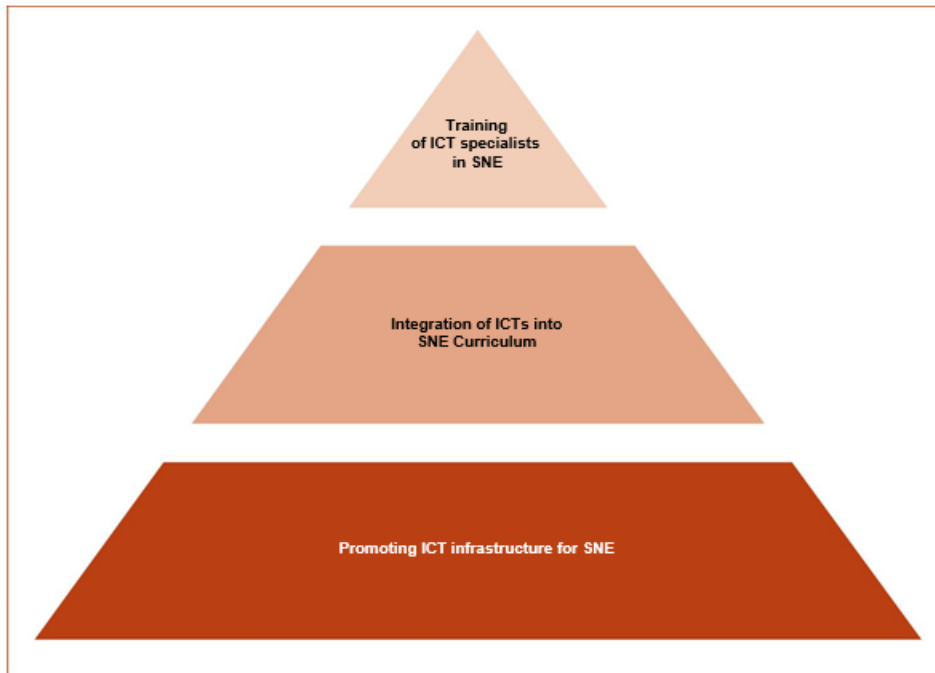 Training
of ICT specialists
in SNE
Integration of ICTs into
SNE Curriculum
Promoting ICT infrastructure for SNE